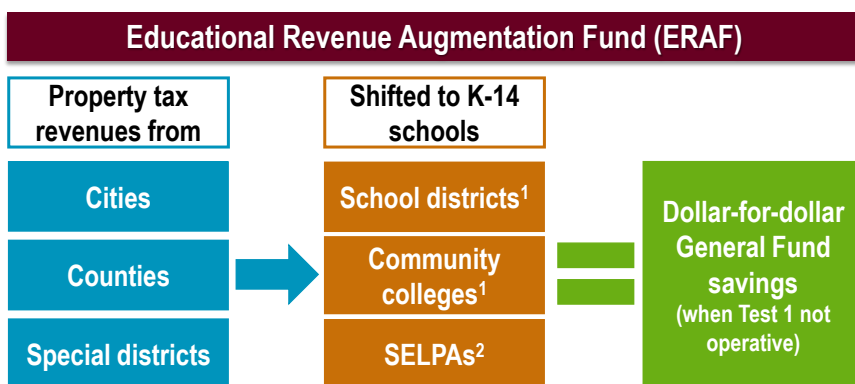 Educational Revenue Augmentation Fund (ERAF)
Property tax
revenues from
Shifted to K-14
schools
Cities
Counties
Special districts
School districts¹
Community
colleges¹
SELPAs²
Dollar-for-dollar
General Fund
savings
(when Test 1 not
operative)